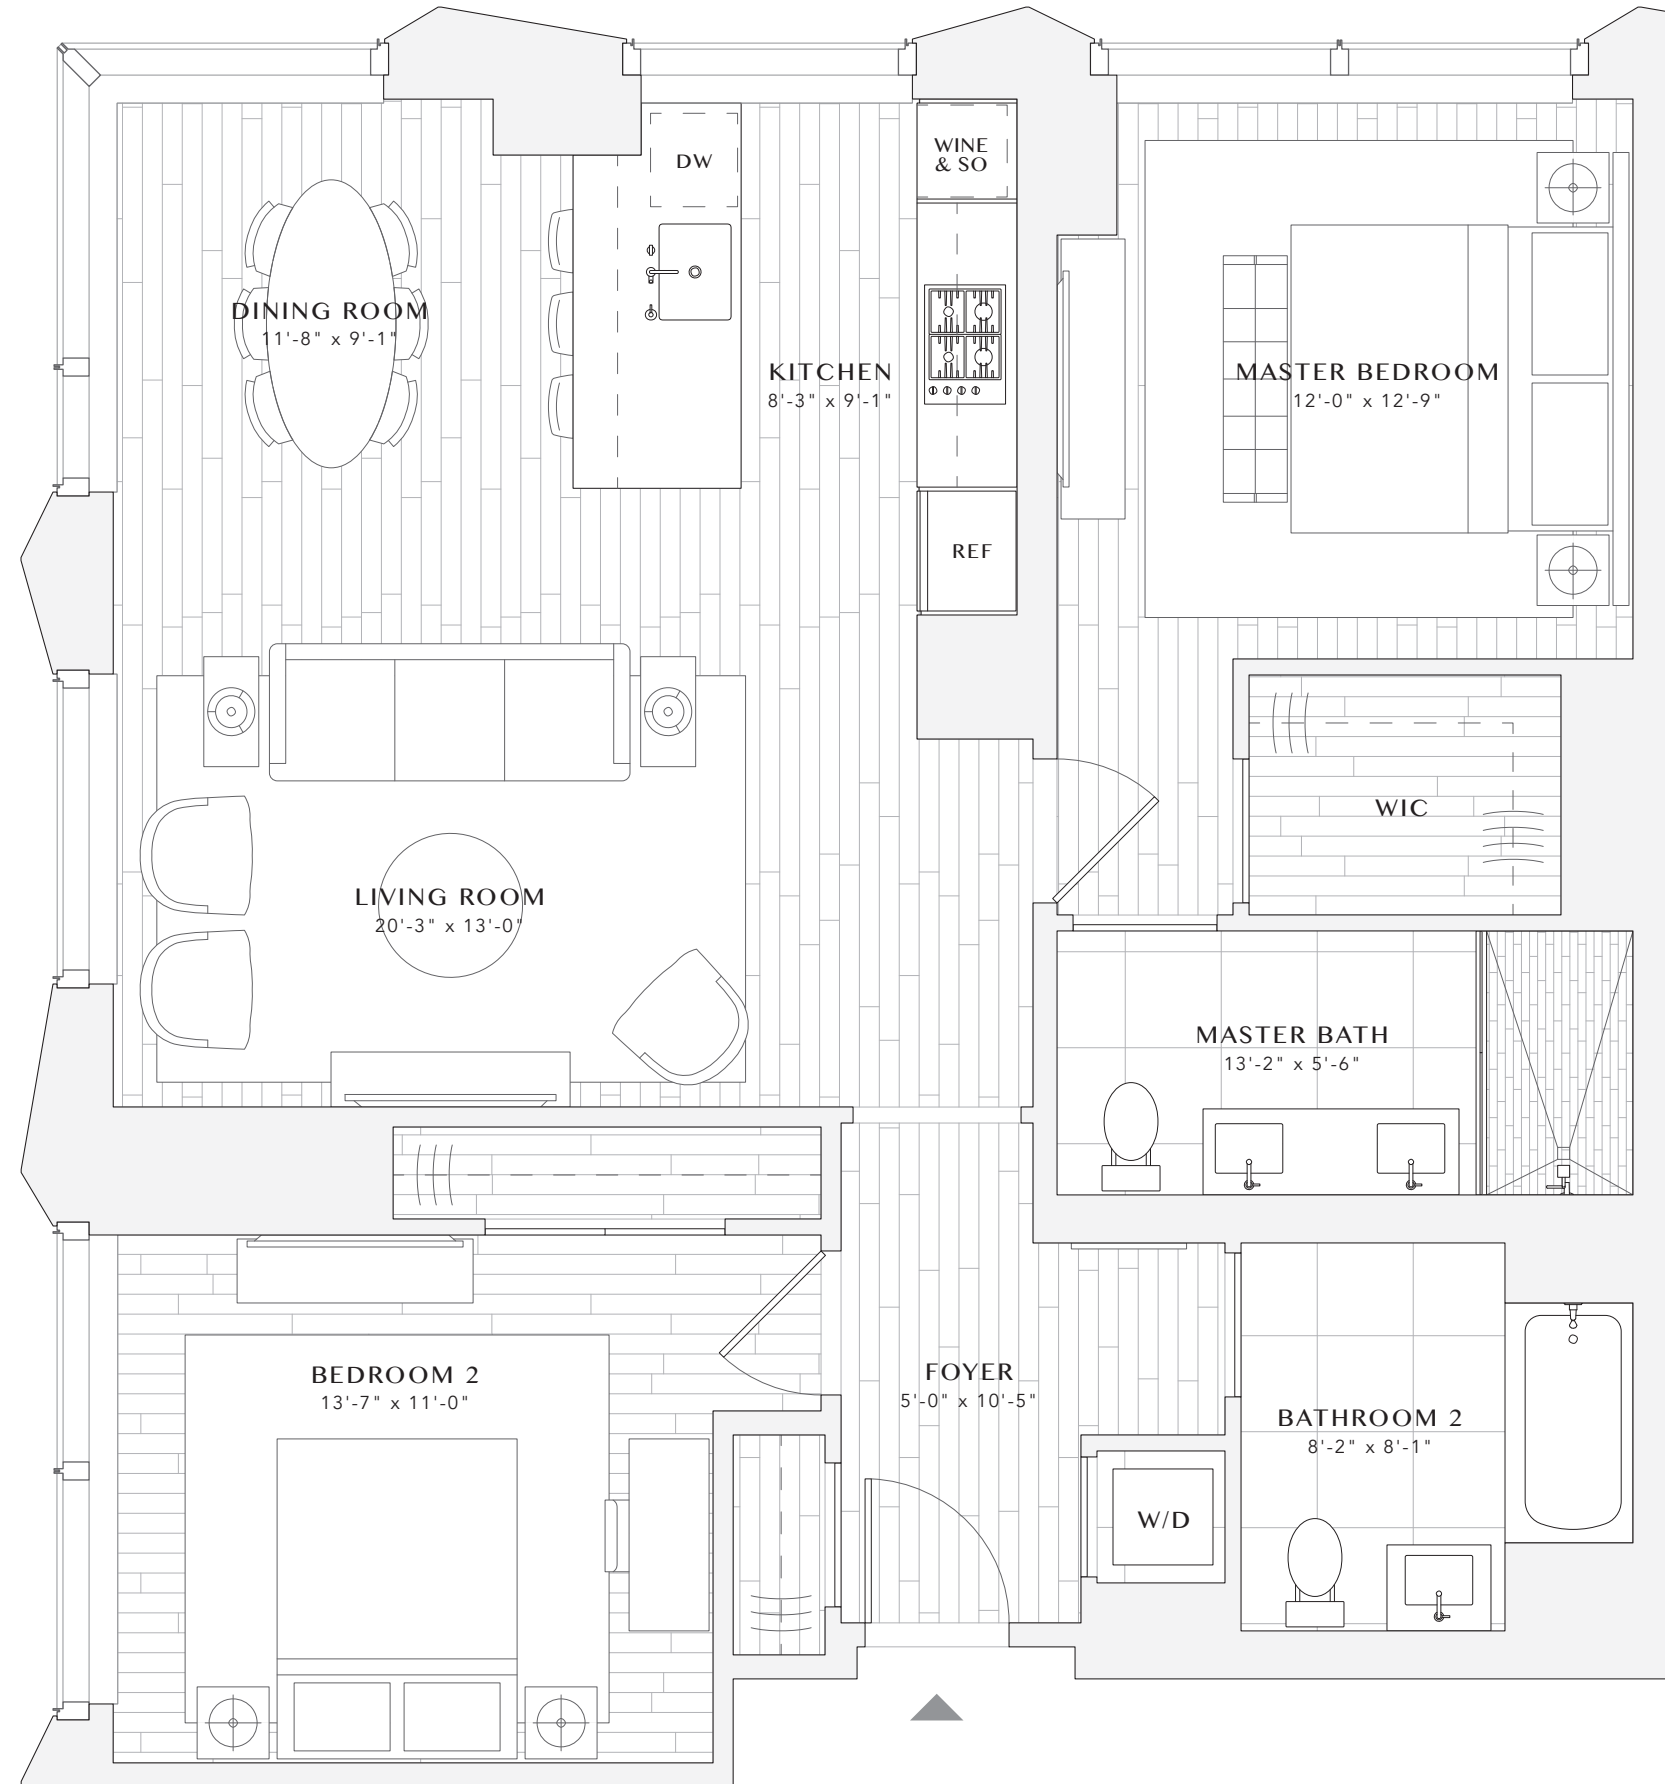 DW
WINE
& SO
DINING ROOM
11'-8" x 9'-1"
KITCHEN
8'-3" x 9'-1"
MASTER BEDROOM
12'-0" x 12'-9"
REF
WIC
LIVING ROOM
20'-3" x 13'-0"
MASTER BATH
13'-2" x 5'-6"
BEDROOM 2
13'-7" x 11'-0"
FOYER
5'-0" x 10'-5"
BATHROOM 2
8'-2" x 8'-1"
W/D